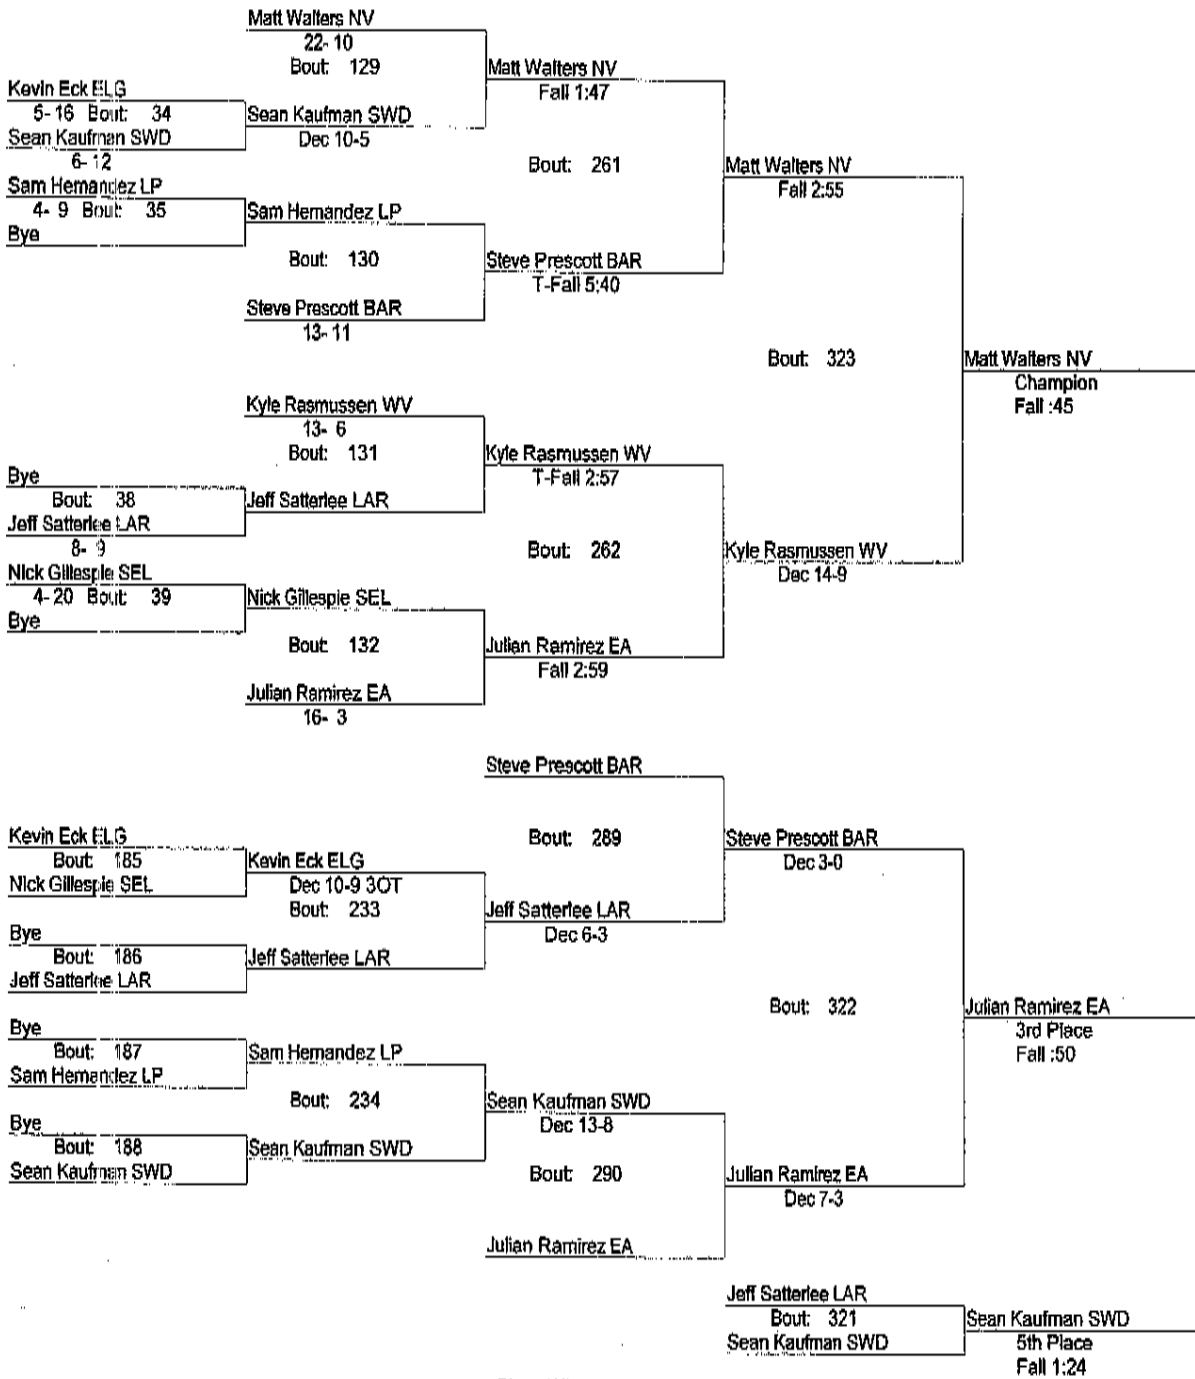 Matt Walters NV
22- 10
Bout: 129
Matt Walters NV
Fall 1:47
Kevin Eck ELG
5- 16 Bout: 34
Sean Kaufman SWD
6- 12
Sean Kaufman SWD
Dec 10-5
Bout: 261
Matt Walters NV
Fall 2:55
Sam Hernandez LP
4- 9 Bout: 35
Bye
Sam Hernandez LP
Bout: 130
Steve Prescott BAR
T-Fall 5:40
Steve Prescott BAR
13- 11
Bout: 323
Matt Walters NV
Champion
Fall :45
Kyle Rasmussen WV
13- 6
Bout: 131
Kyle Rasmussen WV
T-Fall 2:57
Bye
Bout: 38
Jeff Satterlee LAR
8- 9
Jeff Satterlee LAR
Bout: 262
Kyle Rasmussen WV
Dec 14-9
Nick Gillespie SEL
4- 20 Bout: 39
Bye
Nick Gillespie SEL
Bout: 132
Julian Ramirez EA
Fall 2:59
Julian Ramirez EA
16- 3
Steve Prescott BAR
Bout: 289
Steve Prescott BAR
Dec 3-0
Kevin Eck ELG
Bout: 185
Nick Gillespie SEL
Kevin Eck ELG
Dec 10-9 3OT
Bout: 233
Jeff Satterlee LAR
Dec 6-3
Bye
Bout: 186
Jeff Satterlee LAR
Jeff Satterlee LAR
Bout: 322
Julian Ramirez EA
3rd Place
Fall :50
Bye
Bout: 187
Sam Hernandez LP
Sam Hernandez LP
Bout: 234
Sean Kaufman SWD
Dec 13-8
Bye
Bout: 188
Sean Kaufman SWD
Sean Kaufman SWD
Bout: 290
Julian Ramirez EA
Dec 7-3
Julian Ramirez EA
Jeff Satterlee LAR
Bout: 321
Sean Kaufman SWD
Sean Kaufman SWD
5th Place
Fall 1:24